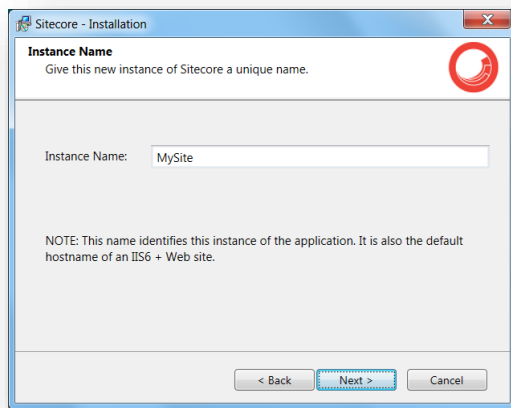 Sitecore - Installation
Instance Name
Give this new instance of Sitecore a unique name.
Instance Name: MySite
NOTE: This name identifies this instance of the application. It is also the default
hostname of an IIS6 + Web site.
< Back Next > Cancel